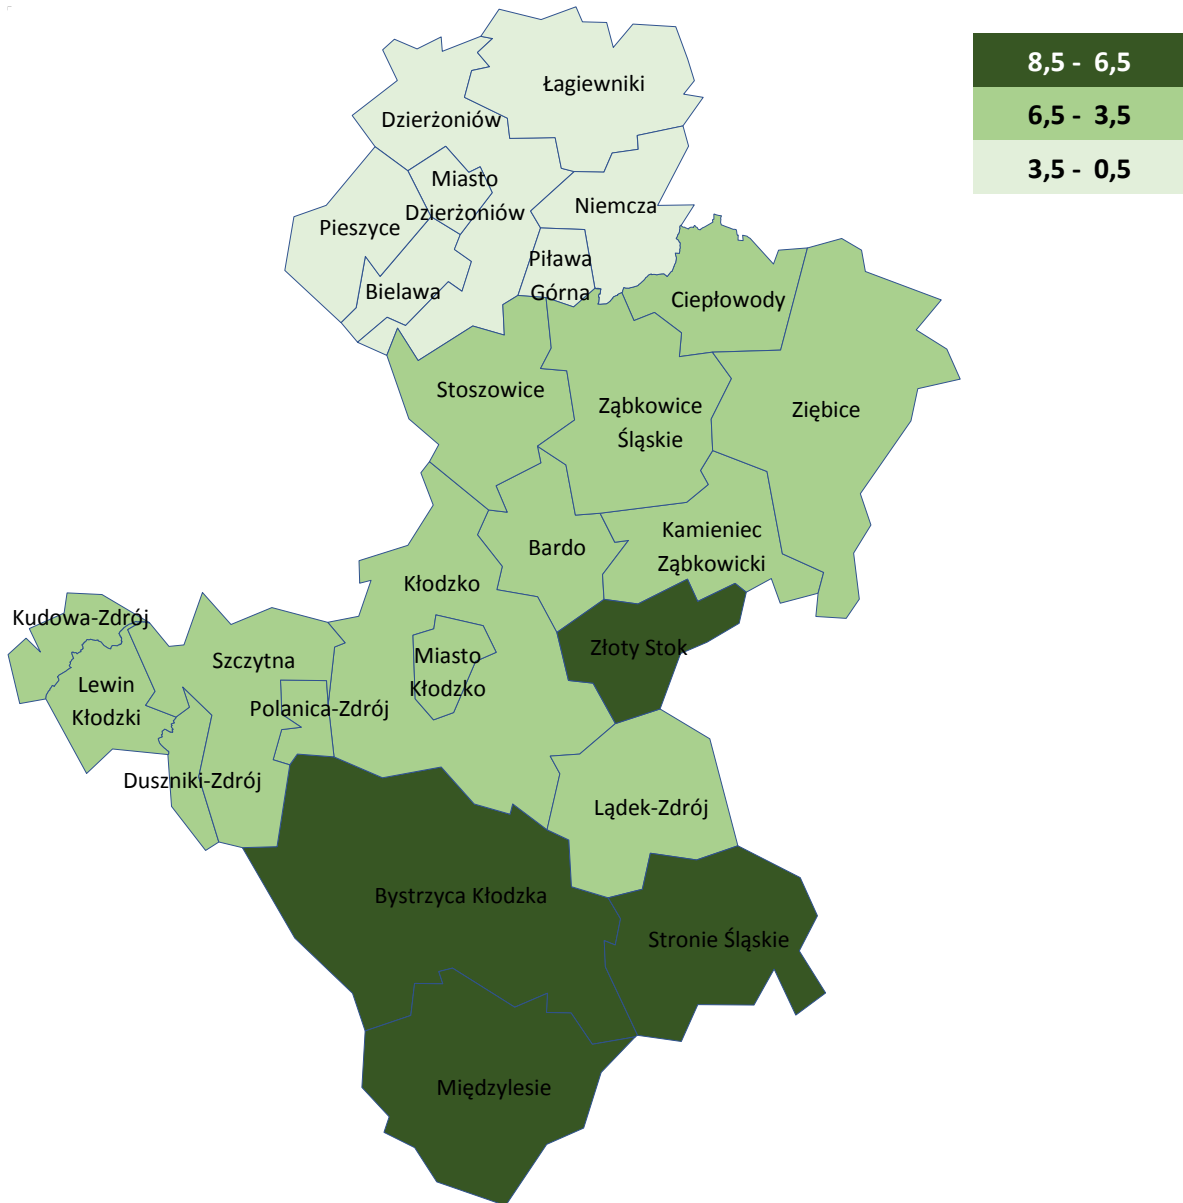 8,5 - 6,5
6,5 - 3,5
3,5 - 0,5
Łagiewniki
Dzierżoniów
Miasto
Dzierżoniów
Niemcza
Pieszyce
Piława
Górna
Bielawa
Ciepłowody
Stoszowice
Ząbkowice
Śląskie
Ziębice
Kamieniec
Ząbkowicki
Bardo
Kłodzko
Kudowa-Zdrój
Złoty Stok
Szczytna
Miasto
Kłodzko
Lewin
Kłodzki
Polanica-Zdrój
Duszniki-Zdrój
Lądek-Zdrój
Bystrzyca Kłodzka
Stronie Śląskie
Międzylesie